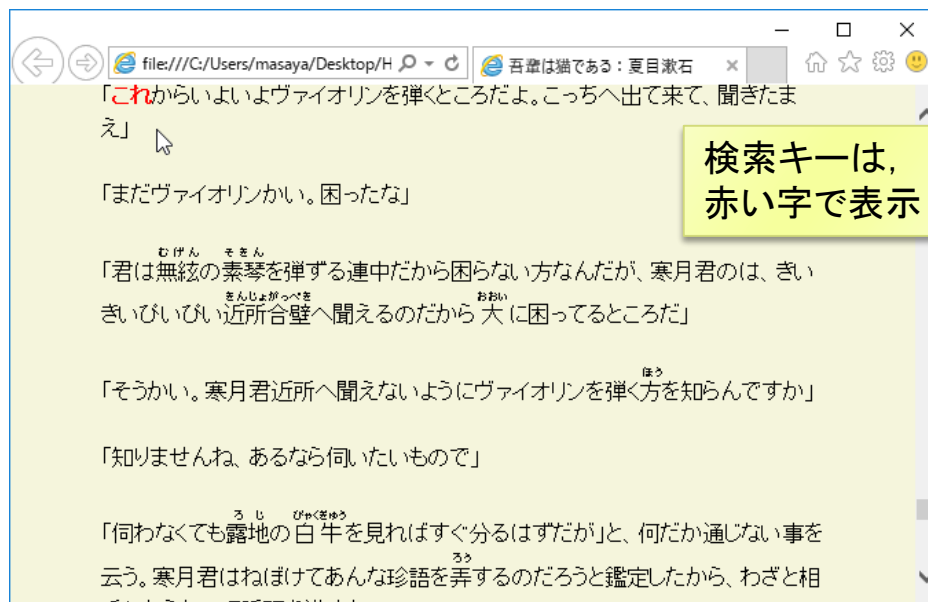 file:///C:/Users/masaya/Desktop/H
吾輩は猫である：夏目漱石
「これからいよいよヴァイオリンを弾くところだよ。こっちへ出て来て、聞きたま
え」
検索キーは,
赤い字で表示
「まだヴァイオリンかい。困ったな」
むげん そきん
「君は無絃の素琴を弾ずる連中だから困らない方なんだが、寒月君のは、きい
きんじょがっぺき おおい
きいぴいぴい近所合壁へ聞えるのだから大に困ってるところだ」
ほう
「そうかい。寒月君近所へ聞えないようにヴァイオリンを弾く方を知らんですか」
「知りませんね、あるなら伺いたいもので」
ろじ びゃくぎゅう
「伺わなくても露地の白牛を見ればすぐ分るはずだが」と、何だか通じない事を
ろう
云う。寒月君はねぼけてあんな珍語を弄するのだろうと鑑定したから、わざと相